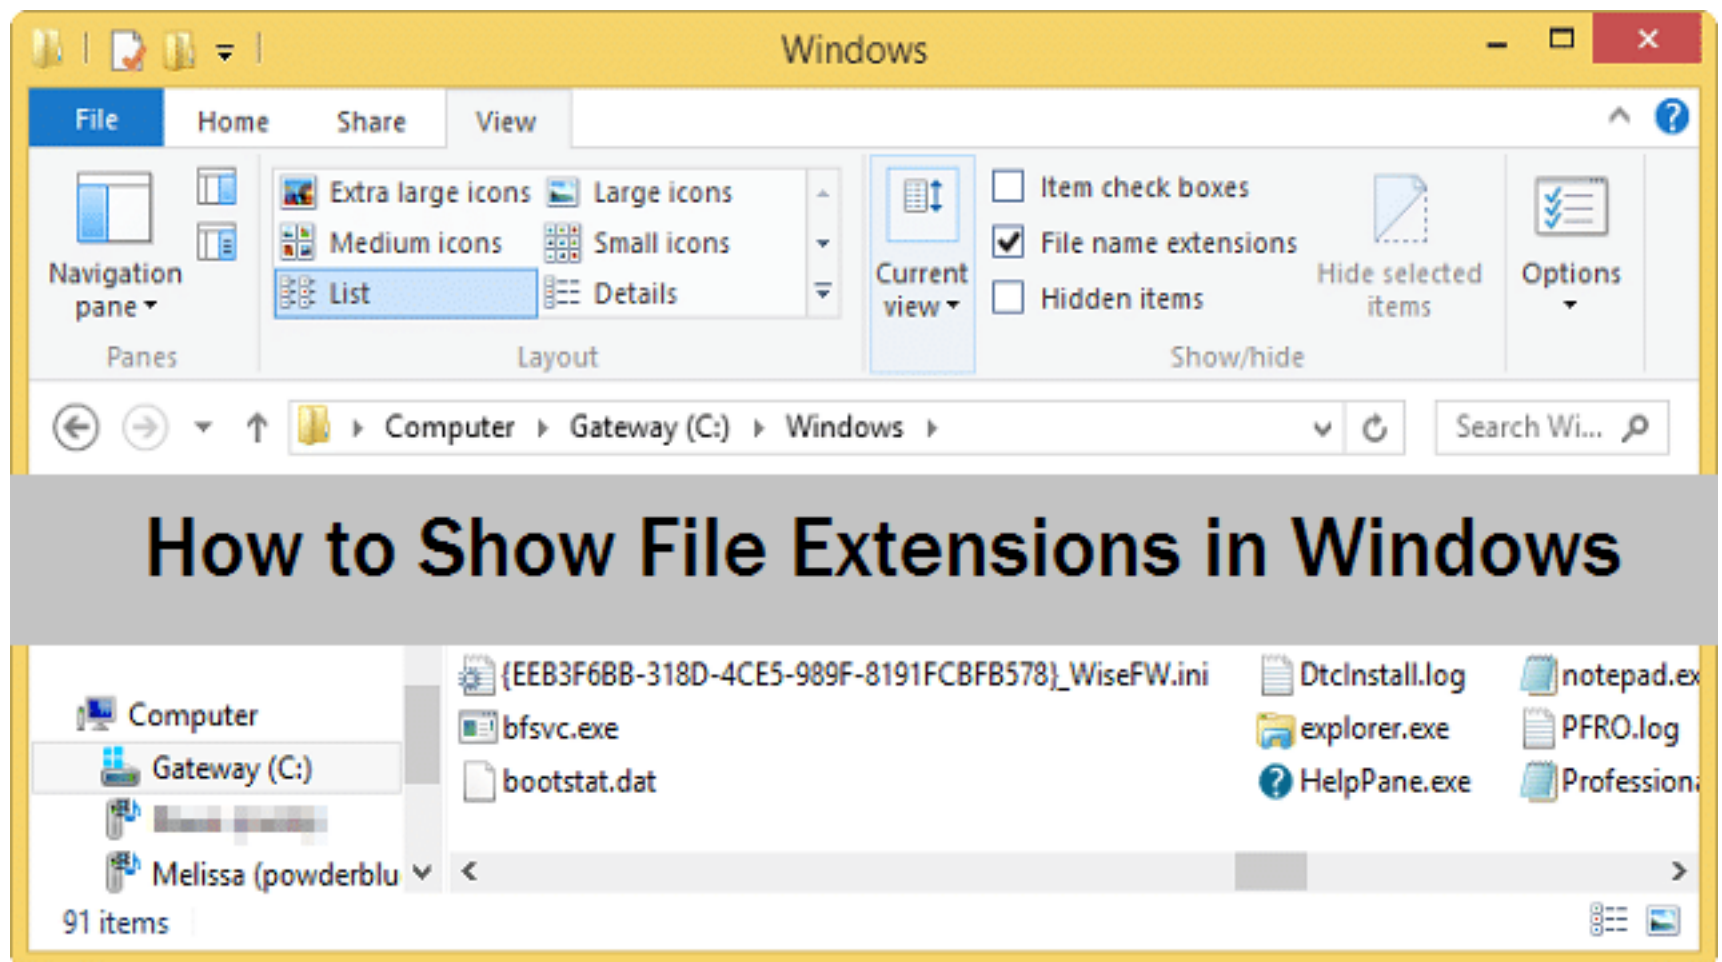 Windows
File Home Share View
Extra large icons Large icons
Medium icons Small icons
List Details
Navigation
pane
Current
view
Item check boxes
File name extensions
Hidden items
Hide selected
items
Options
Panes Layout Show/hide
Computer Gateway (C:) Windows
Search Wi...
How to Show File Extensions in Windows
Computer
Gateway (C:)
Melissa (powderblu
{EEB3F6BB-318D-4CE5-989F-8191FCBFB578}_WiseFW.ini
bfsvc.exe
bootstat.dat
DtcInstall.log
explorer.exe
HelpPane.exe
notepad.ex
PFRO.log
Professiona
91 items